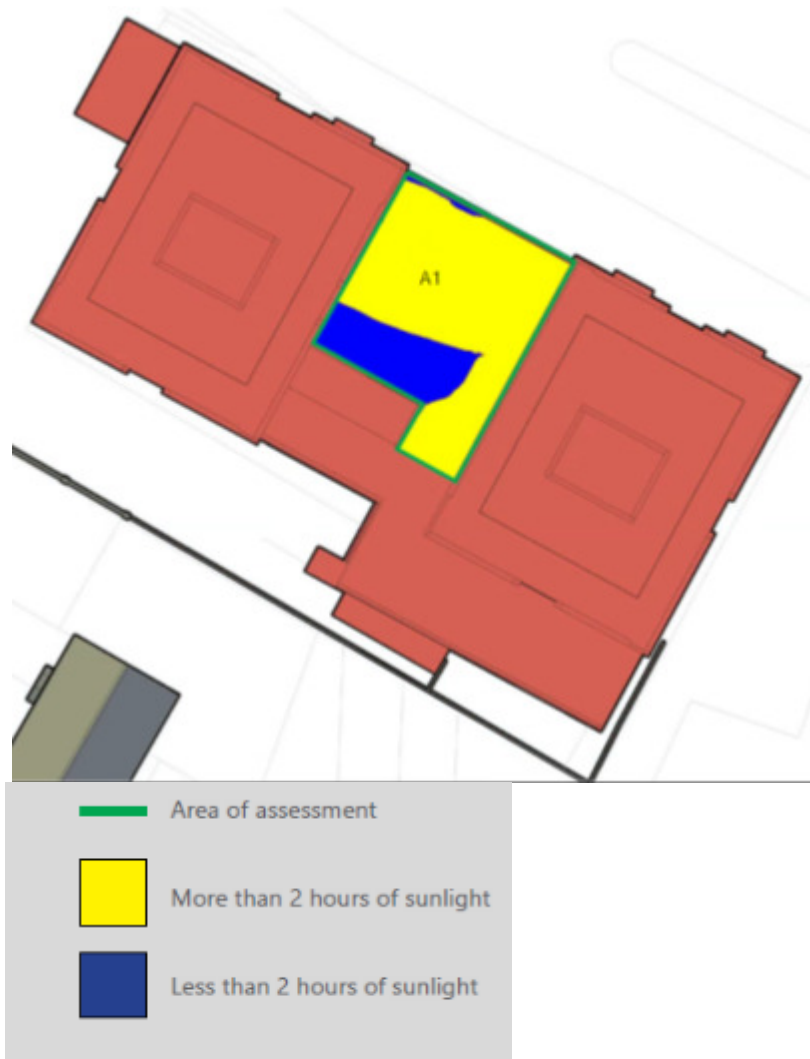 A1
Area of assessment
More than 2 hours of sunlight
Less than 2 hours of sunlight